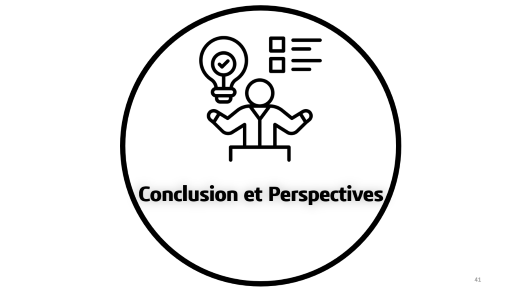 Conclusion et Perspectives
41